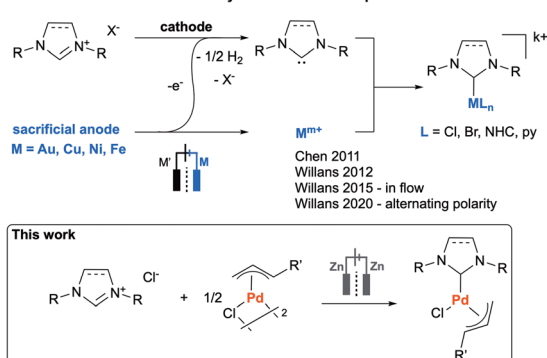 cathode
X-
R N N+ R
- 1/2 H2
-e-
- X-
R N N R
k+
R N N R
MLn
sacrificial anode
M = Au, Cu, Ni, Fe
Mm+
L = Cl, Br, NHC, py
M' M
Chen 2011
Willans 2012
Willans 2015 - in flow
Willans 2020 - alternating polarity
This work
Cl-
R N N+ R
+ 1/2
R'
Pd
Cl
2
Zn Zn
R N N R
Pd
Cl
R'